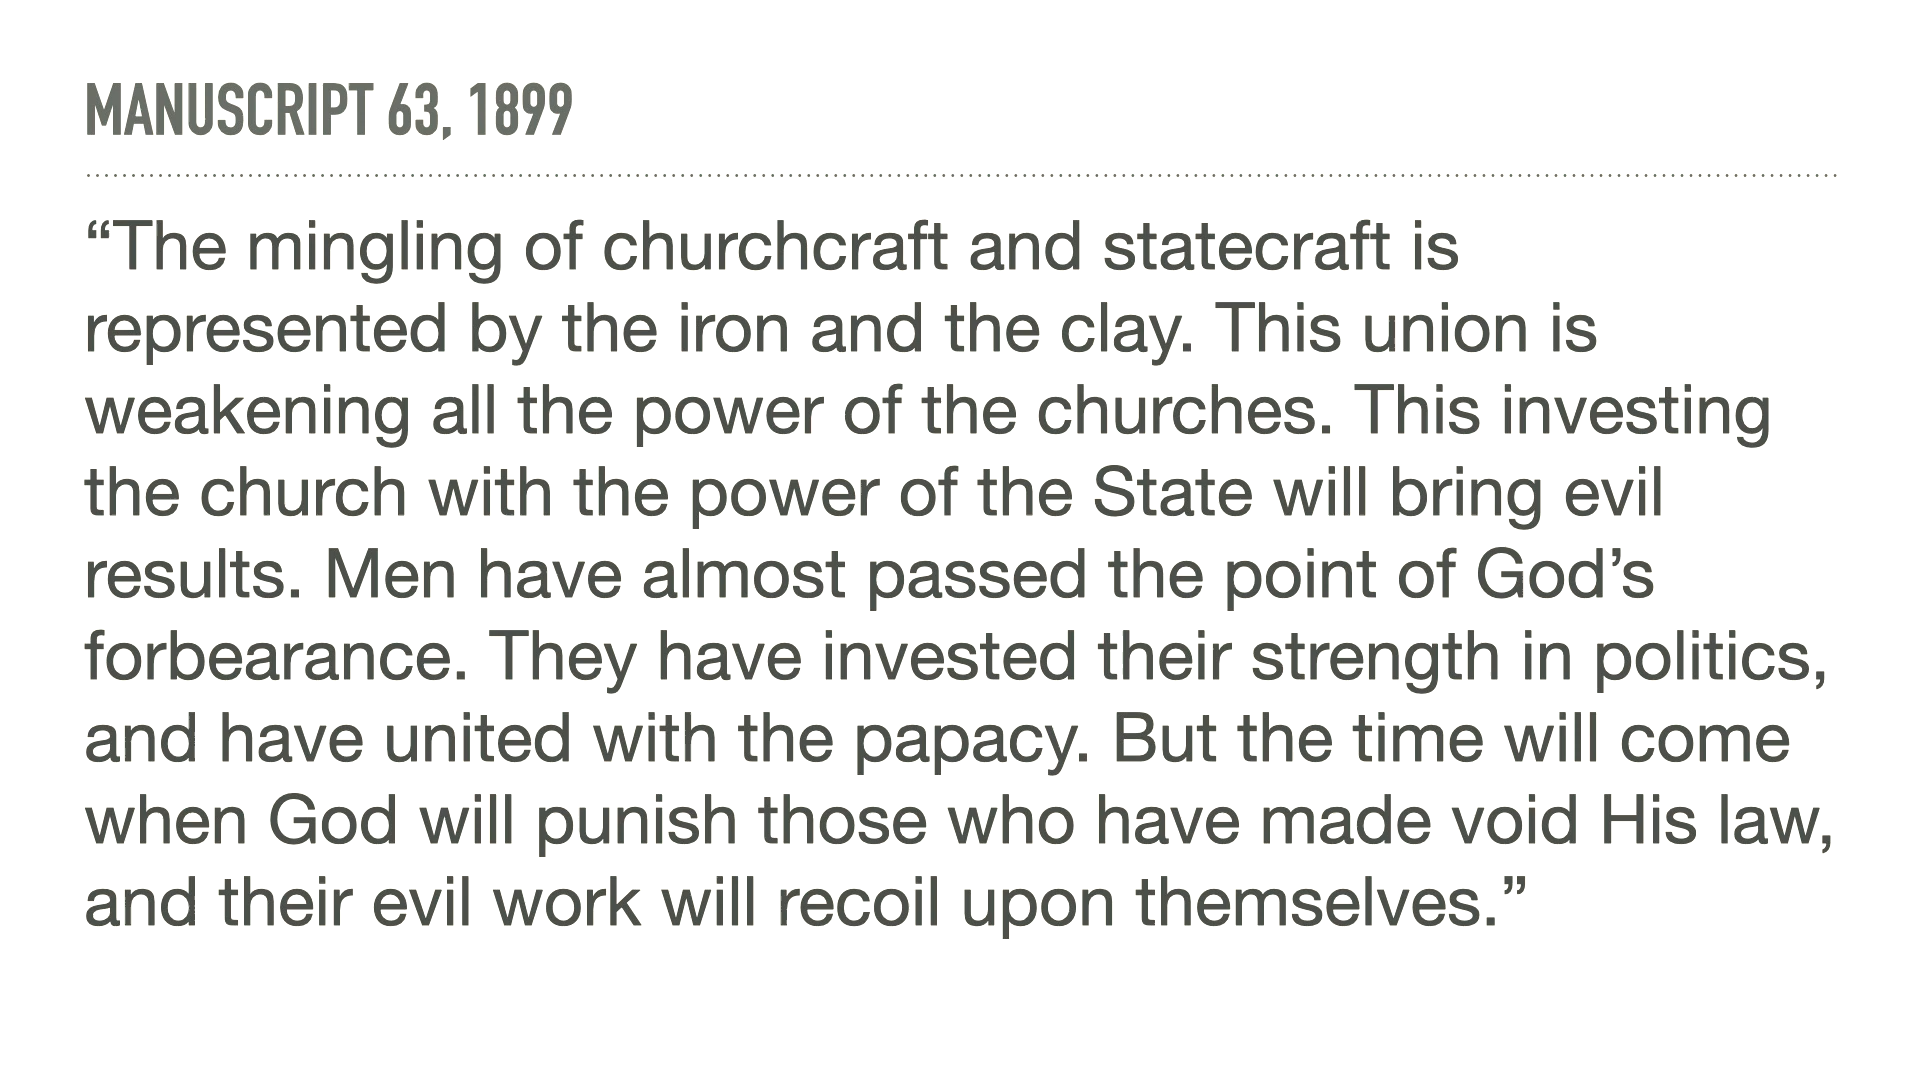 MANUSCRIPT 63, 1899
“The mingling of churchcraft and statecraft is
represented by the iron and the clay. This union is
weakening all the power of the churches. This investing
the church with the power of the State will bring evil
results. Men have almost passed the point of God’s
forbearance. They have invested their strength in politics,
and have united with the papacy. But the time will come
when God will punish those who have made void His law,
and their evil work will recoil upon themselves.”